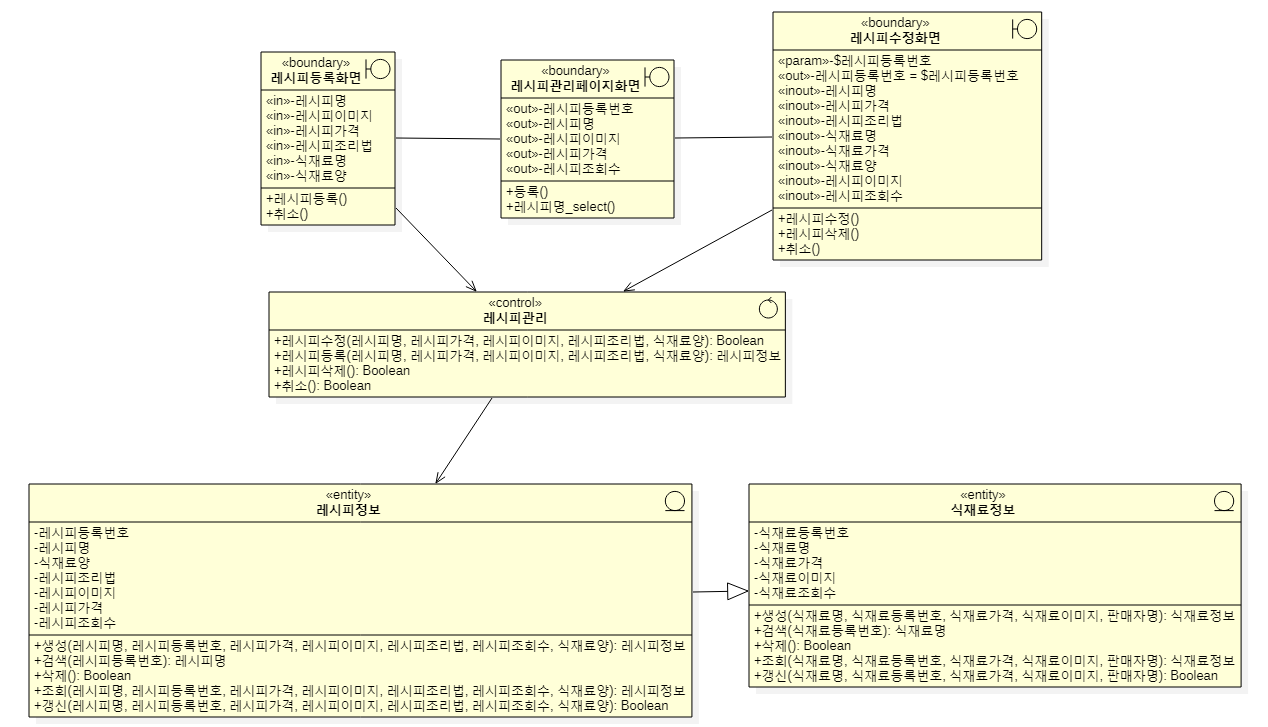 «boundary»
레시피등록화면
«in»-레시피명
«in»-레시피이미지
«in»-레시피가격
«in»-레시피조리법
«in»-식재료명
«in»-식재료양
+레시피등록()
+취소()
«boundary»
레시피관리페이지화면
«out»-레시피등록번호
«out»-레시피명
«out»-레시피이미지
«out»-레시피가격
«out»-레시피조회수
+등록()
+레시피명_select()
«boundary»
레시피수정화면
«param»-$레시피등록번호
«out»-레시피등록번호 = $레시피등록번호
«inout»-레시피명
«inout»-레시피가격
«inout»-레시피조리법
«inout»-식재료명
«inout»-식재료가격
«inout»-식재료양
«inout»-레시피이미지
«inout»-레시피조회수
+레시피수정()
+레시피삭제()
+취소()
«control»
레시피관리
+레시피수정(레시피명, 레시피가격, 레시피이미지, 레시피조리법, 식재료양): Boolean
+레시피등록(레시피명, 레시피가격, 레시피이미지, 레시피조리법, 식재료양): 레시피정보
+레시피삭제(): Boolean
+취소(): Boolean
«entity»
레시피정보
-레시피등록번호
-레시피명
-식재료양
-레시피조리법
-레시피이미지
-레시피가격
-레시피조회수
+생성(레시피명, 레시피등록번호, 레시피가격, 레시피이미지, 레시피조리법, 레시피조회수, 식재료양): 레시피정보
+검색(레시피등록번호): 레시피명
+삭제(): Boolean
+조회(레시피명, 레시피등록번호, 레시피가격, 레시피이미지, 레시피조리법, 레시피조회수, 식재료양): 레시피정보
+갱신(레시피명, 레시피등록번호, 레시피가격, 레시피이미지, 레시피조리법, 레시피조회수, 식재료양): Boolean
«entity»
식재료정보
-식재료등록번호
-식재료명
-식재료가격
-식재료이미지
-식재료조회수
+생성(식재료명, 식재료등록번호, 식재료가격, 식재료이미지, 판매자명): 식재료정보
+검색(식재료등록번호): 식재료명
+삭제(): Boolean
+조회(식재료명, 식재료등록번호, 식재료가격, 식재료이미지, 판매자명): 식재료정보
+갱신(식재료명, 식재료등록번호, 식재료가격, 식재료이미지, 판매자명): Boolean